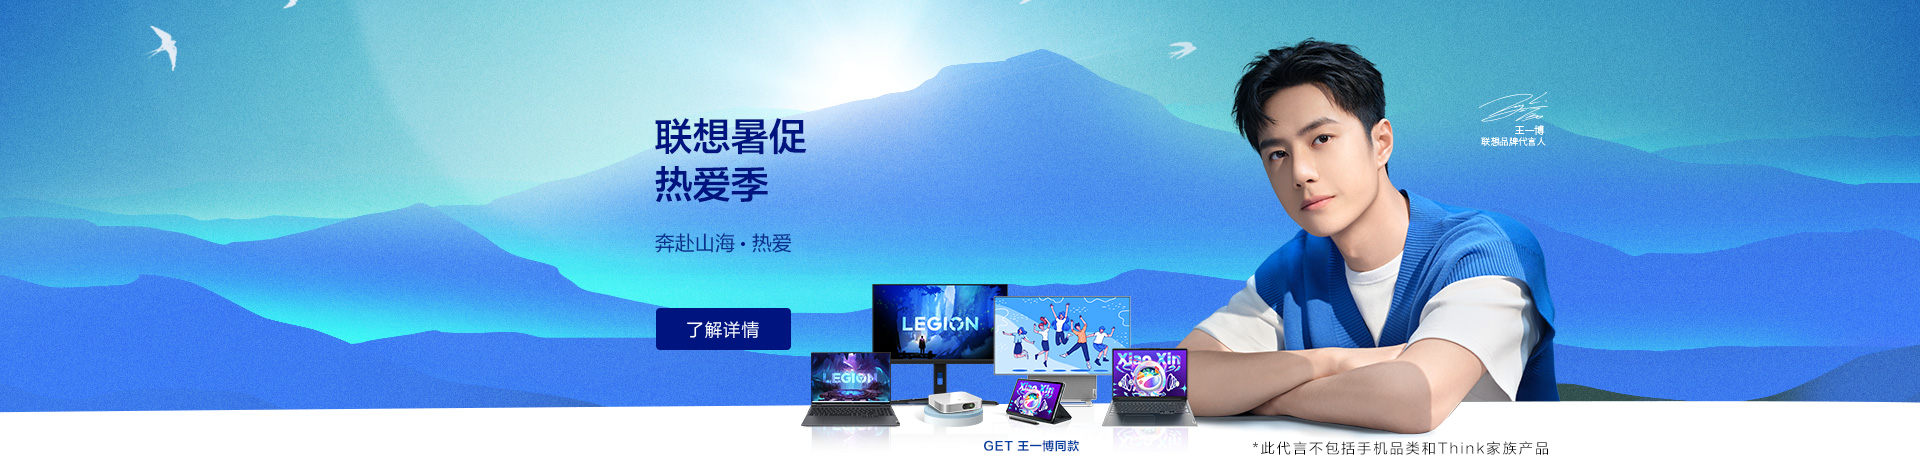 联想暑促
热爱季
奔赴山海·热爱
了解详情
王一博
联想品牌代言人
LEGION
LEGION
Xiao Xin
Xiao Xin
GET 王一博同款
*此代言不包括手机品类和Think家族产品